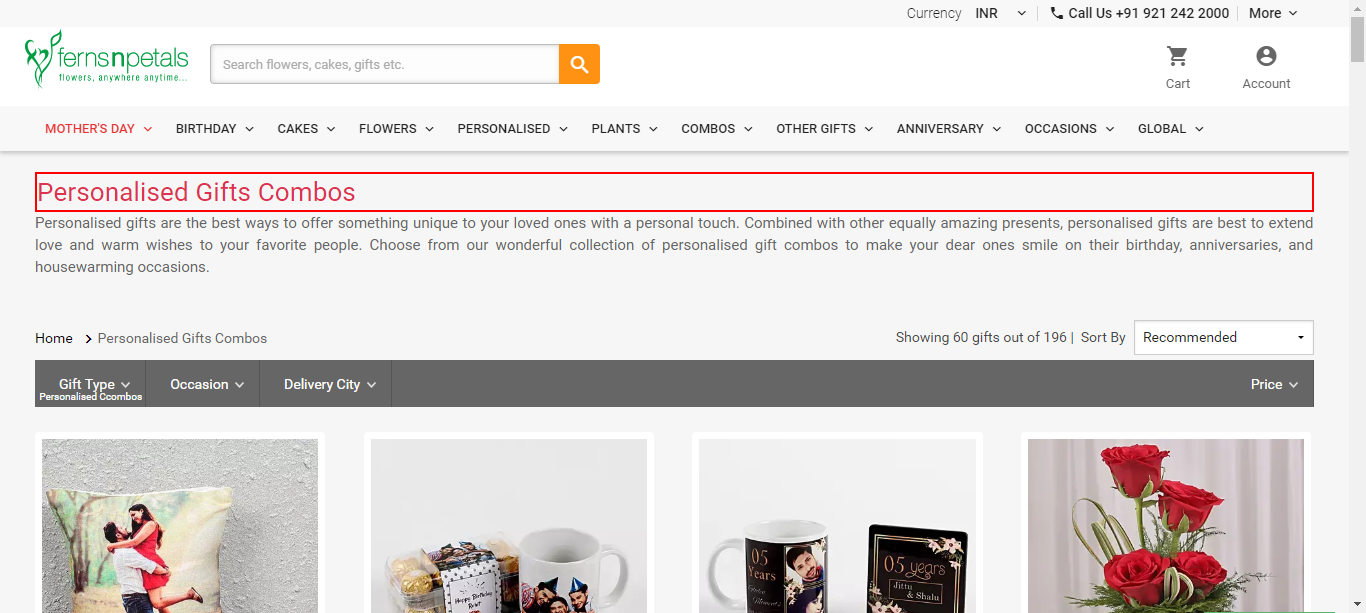 Currency INR Call Us +91 921 242 2000 More
fernsnpetals
flowers, anywhere anytime...
Search flowers, cakes, gifts etc.
Cart Account
MOTHER'S DAY BIRTHDAY CAKES FLOWERS PERSONALISED PLANTS COMBOS OTHER GIFTS ANNIVERSARY OCCASIONS GLOBAL
Personalised Gifts Combos
Personalised gifts are the best ways to offer something unique to your loved ones with a personal touch. Combined with other equally amazing presents, personalised gifts are best to extend
love and warm wishes to your favorite people. Choose from our wonderful collection of personalised gift combos to make your dear ones smile on their birthday, anniversaries, and
housewarming occasions.
Home Personalised Gifts Combos Showing 60 gifts out of 196 | Sort By Recommended
Gift Type Occasion Delivery City Price
Personalised Ccombos
Happy Birthday
05
Years
05 years
Jittu
& Shalu